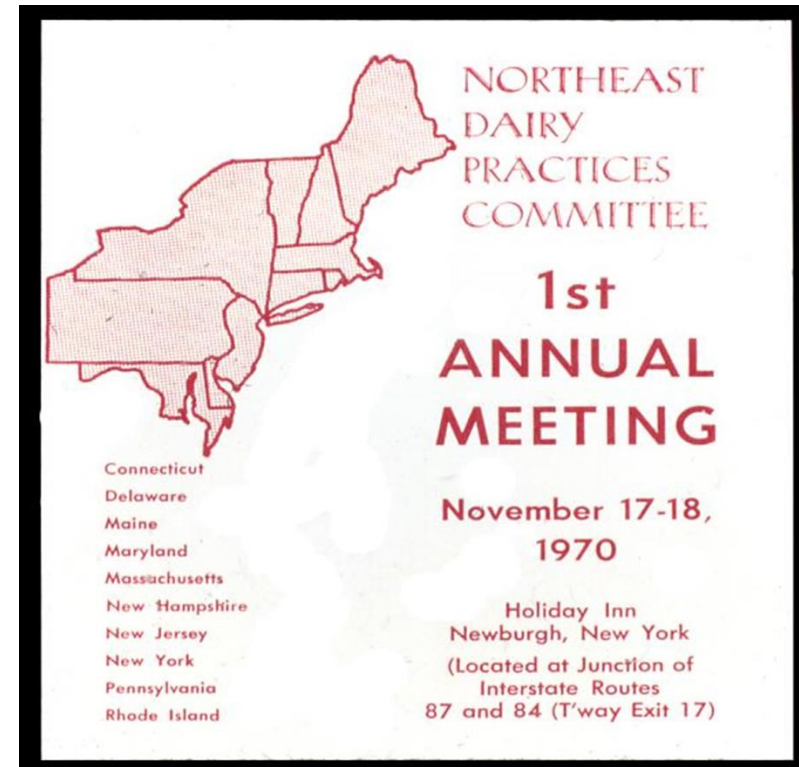 NORTHEAST
DAIRY
PRACTICES
COMMITTEE
1st
ANNUAL
MEETING
November 17-18,
1970
Holiday Inn
Newburgh, New York
(Located at Junction of
Interstate Routes
87 and 84 (T'way Exit 17)
Connecticut
Delaware
Maine
Maryland
Massachusetts
New Hampshire
New Jersey
New York
Pennsylvania
Rhode Island